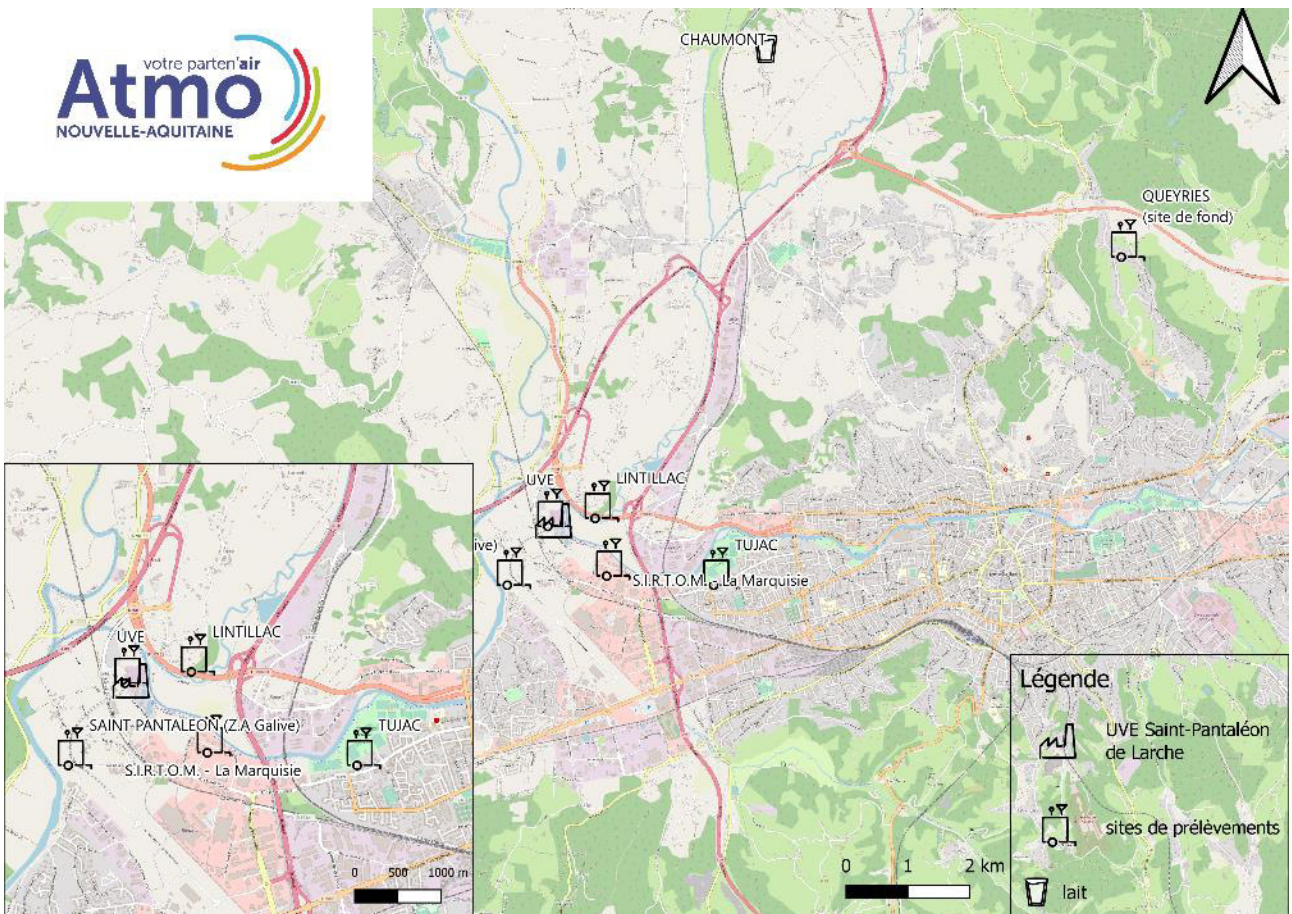 votre parten'air
Atmo
NOUVELLE-AQUITAINE
CHAUMONT
QUEYRIES
(site de fond)
UVE
LINTILLAC
ive)
TUJAC
S.I.R.T.O.M. - La Marquisie
UVE
LINTILLAC
SAINT-PANTALEON (Z.A Galive)
TUJAC
S.I.R.T.O.M. - La Marquisie
0 500 1000 m
0 1 2 km
Légende
UVE Saint-Pantaléon
de Larche
sites de prélèvements
lait